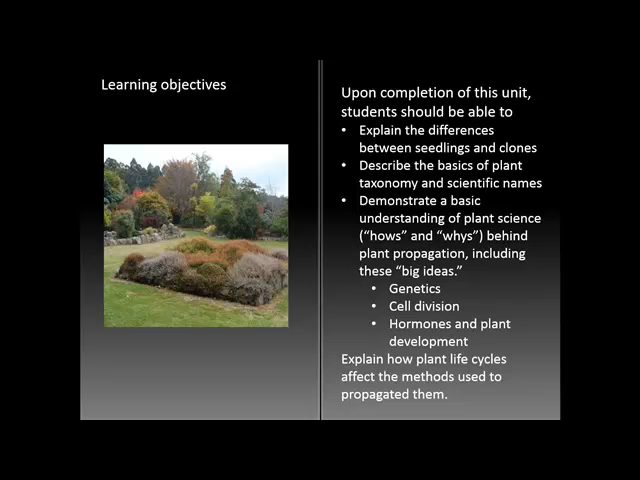 Learning objectives
Upon completion of this unit,
students should be able to
• Explain the differences
between seedlings and clones
• Describe the basics of plant
taxonomy and scientific names
• Demonstrate a basic
understanding of plant science
(“hows” and “whys”) behind
plant propagation, including
these “big ideas.”
• Genetics
• Cell division
• Hormones and plant
development
Explain how plant life cycles
affect the methods used to
propagated them.